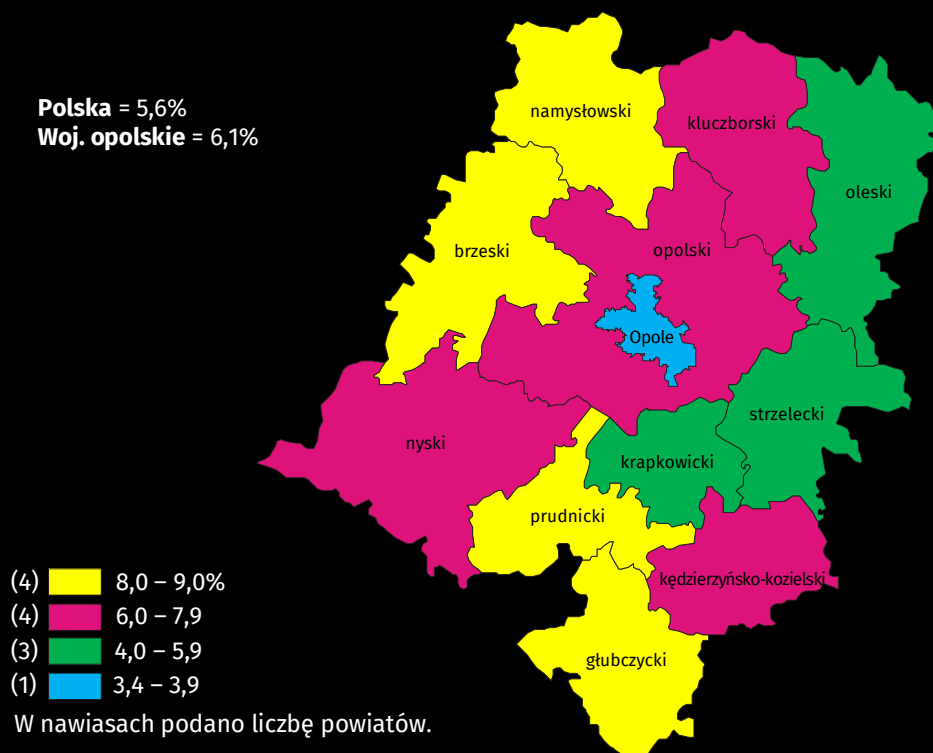 Polska = 5,6%
Woj. opolskie = 6,1%
namysłowski
kluczborski
oleski
brzeski
opolski
Opole
strzelecki
nyski
krapkowicki
prudnicki
kędzierzyńsko-kozielski
głubczycki
(4) 8,0 – 9,0%
(4) 6,0 – 7,9
(3) 4,0 – 5,9
(1) 3,4 – 3,9
W nawiasach podano liczbę powiatów.